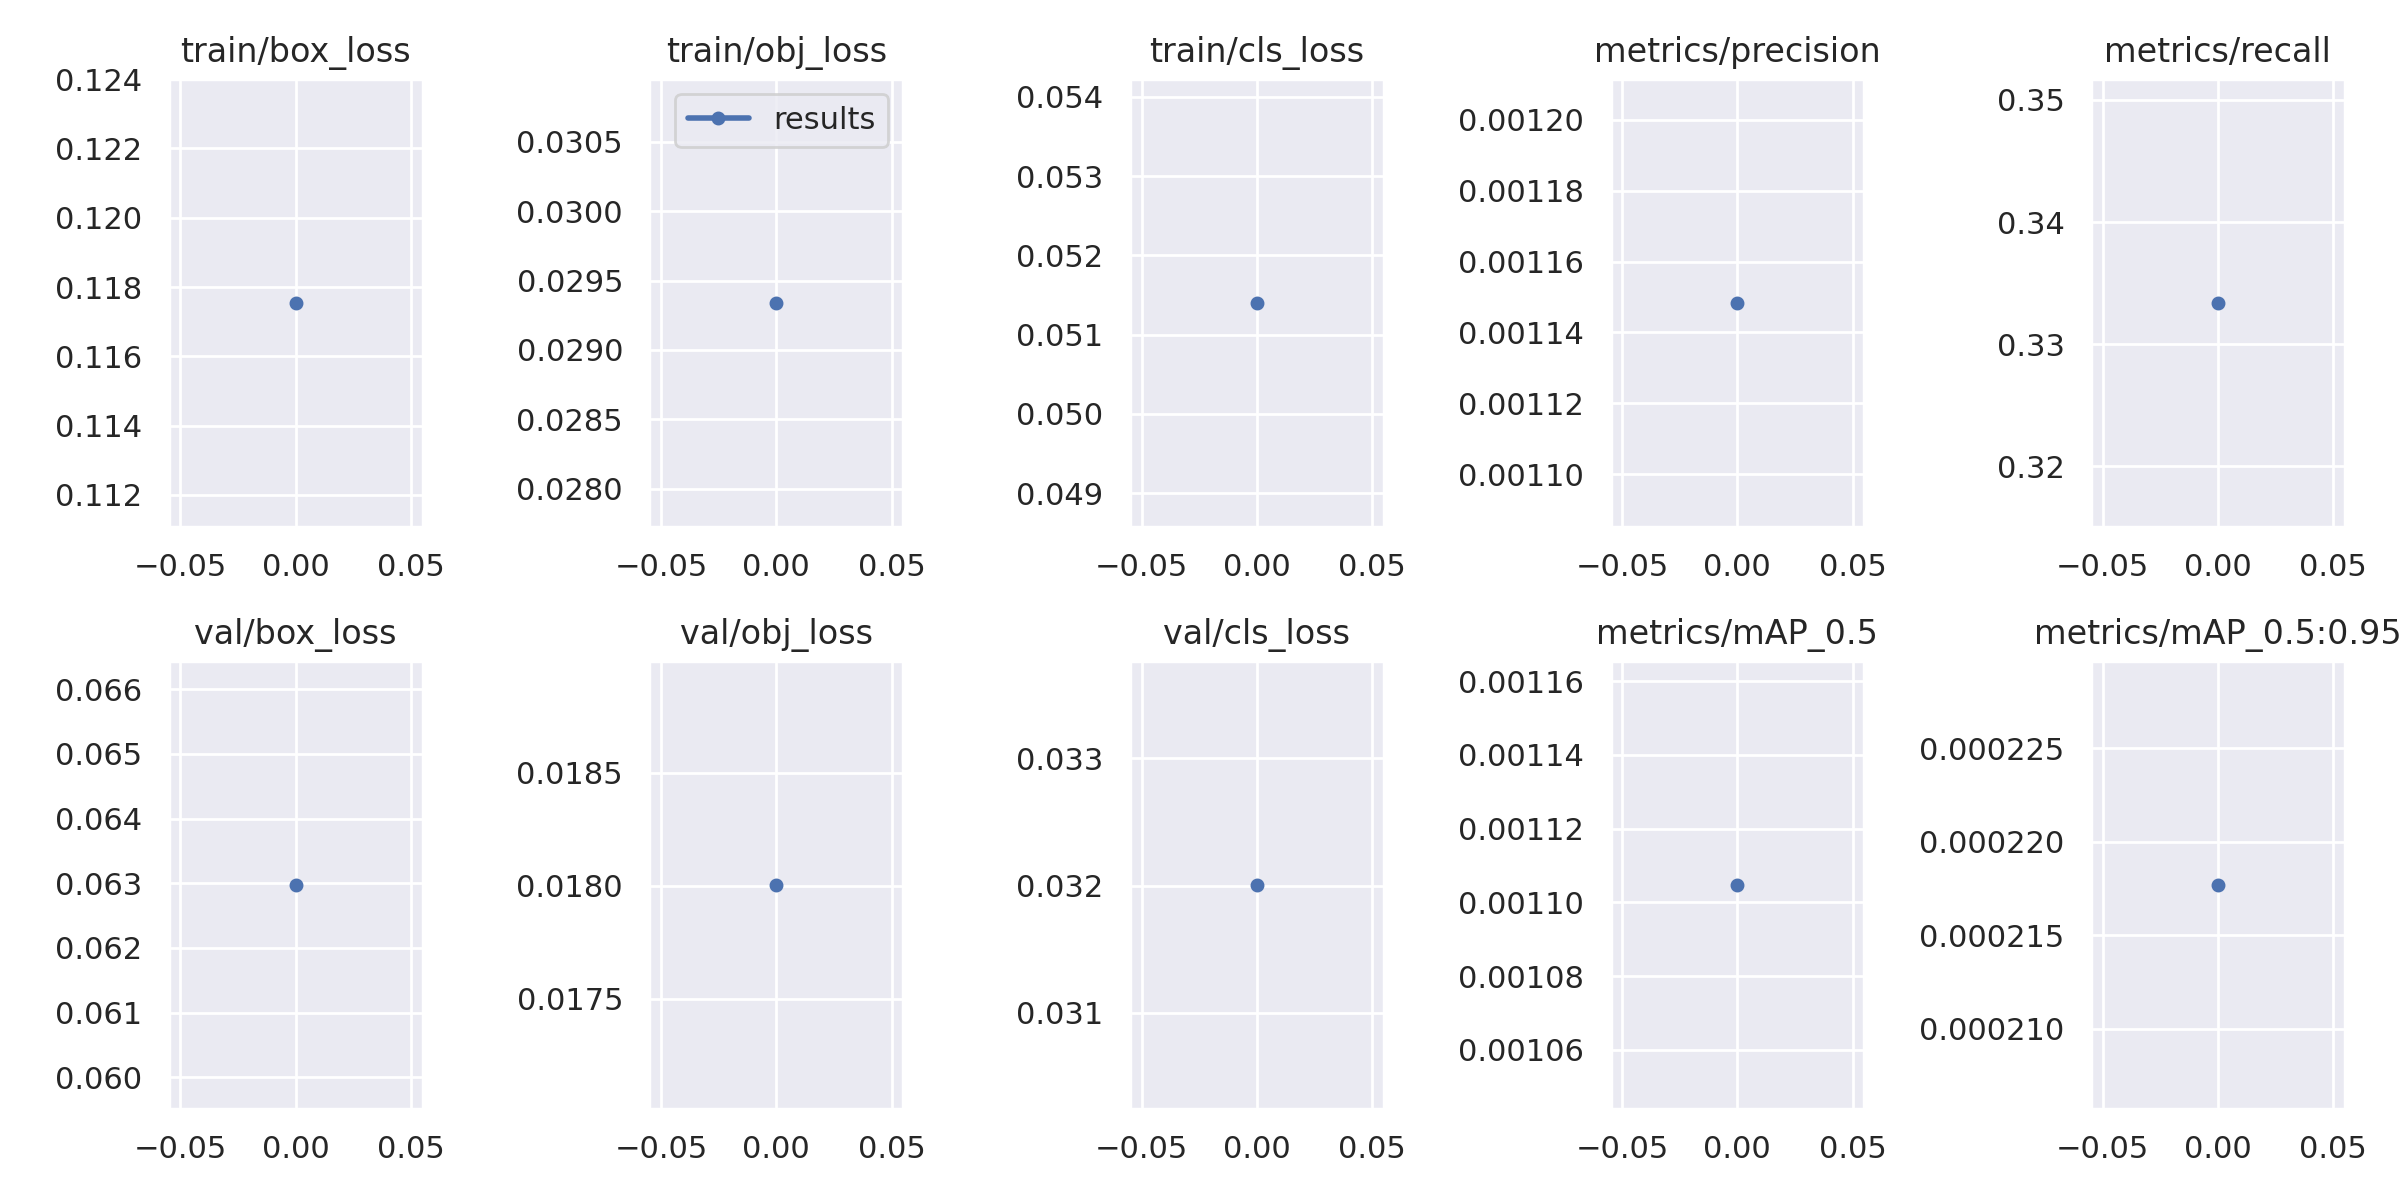 train/box_loss
0.124
0.122
0.120
0.118
0.116
0.114
0.112
−0.05 0.00 0.05
train/obj_loss
results
0.0305
0.0300
0.0295
0.0290
0.0285
0.0280
−0.05 0.00 0.05
train/cls_loss
0.054
0.053
0.052
0.051
0.050
0.049
−0.05 0.00 0.05
metrics/precision
0.00120
0.00118
0.00116
0.00114
0.00112
0.00110
−0.05 0.00 0.05
metrics/recall
0.35
0.34
0.33
0.32
−0.05 0.00 0.05
val/box_loss
0.066
0.065
0.064
0.063
0.062
0.061
0.060
−0.05 0.00 0.05
val/obj_loss
0.0185
0.0180
0.0175
−0.05 0.00 0.05
val/cls_loss
0.033
0.032
0.031
−0.05 0.00 0.05
metrics/mAP_0.5
0.00116
0.00114
0.00112
0.00110
0.00108
0.00106
−0.05 0.00 0.05
metrics/mAP_0.5:0.95
0.000225
0.000220
0.000215
0.000210
−0.05 0.00 0.05